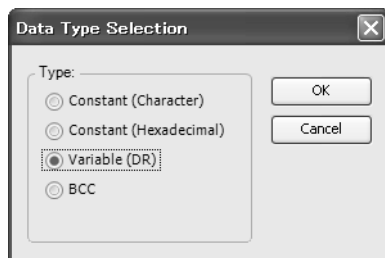 Data Type Selection
Type:
Constant (Character)
Constant (Hexadecimal)
Variable (DR)
BCC
OK
Cancel